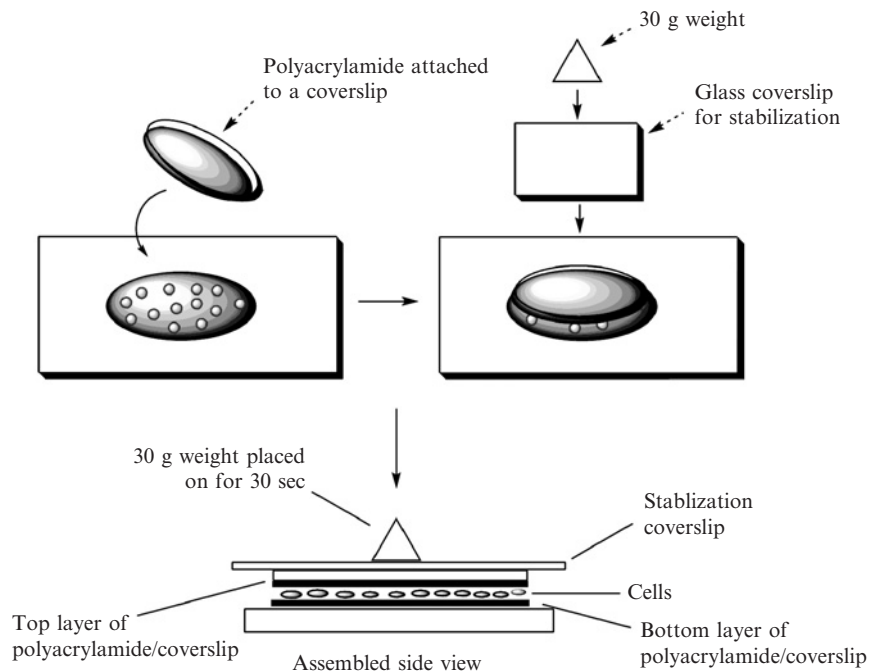 30 g weight
Polyacrylamide attached
to a coverslip
Glass coverslip
for stabilization
30 g weight placed
on for 30 sec
Stablization
coverslip
Cells
Top layer of
polyacrylamide/coverslip
Bottom layer of
polyacrylamide/coverslip
Assembled side view